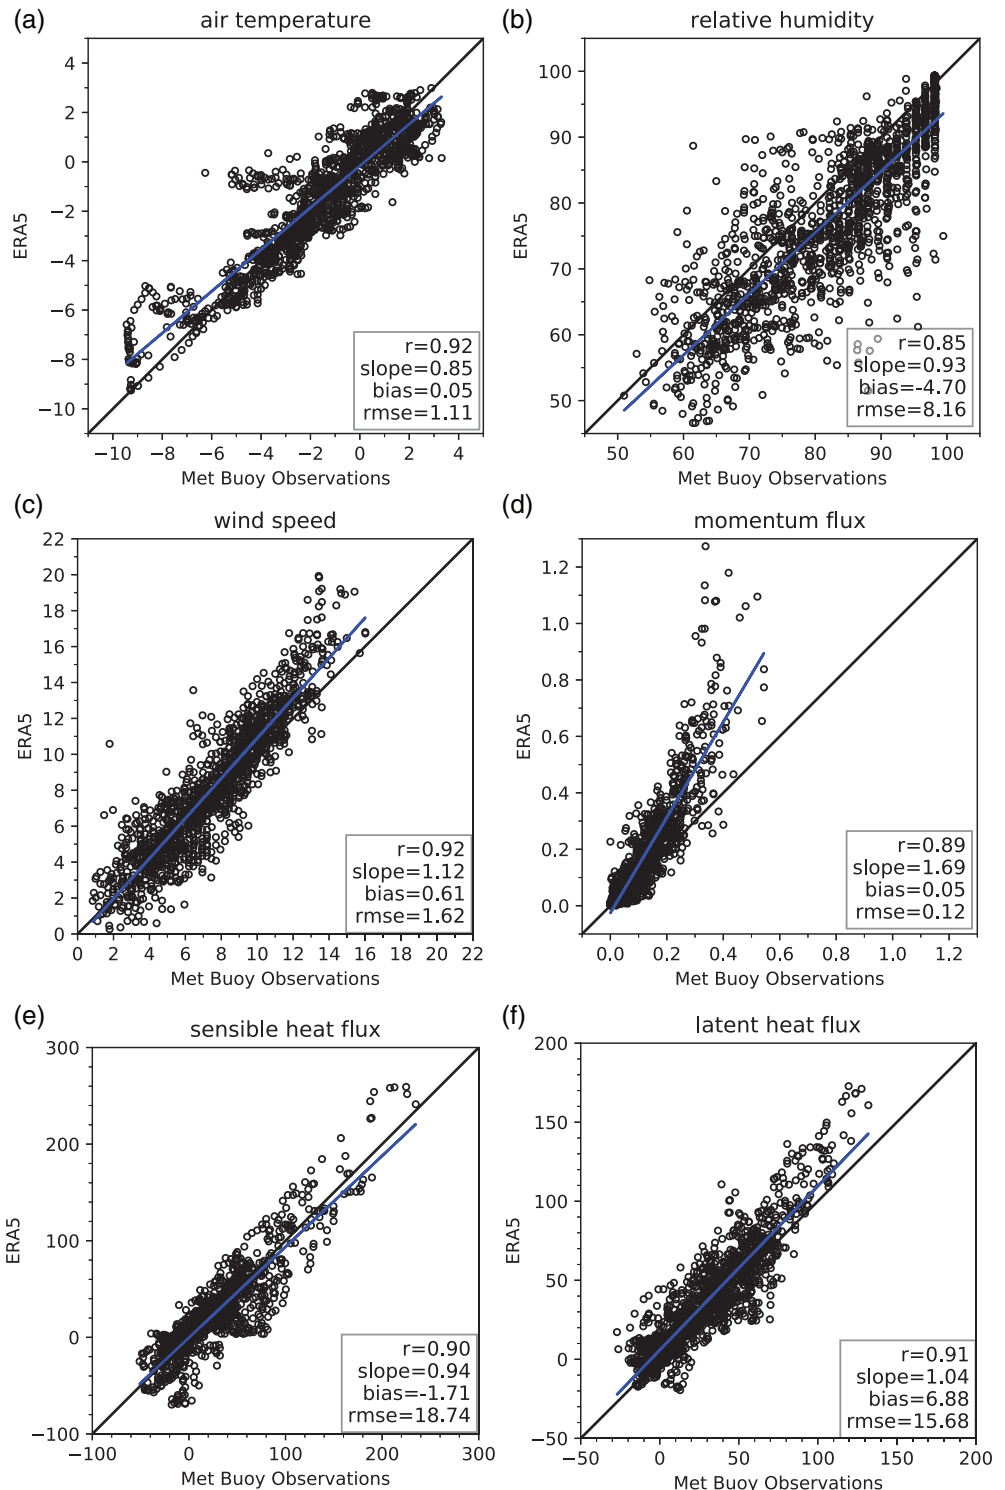 (a)
air temperature
4
2
0
−2
−4
−6
−8
−10
ERA5
−10 −8 −6 −4 −2 0 2 4
Met Buoy Observations
r=0.92
slope=0.85
bias=0.05
rmse=1.11
(b)
relative humidity
100
90
80
70
60
50
ERA5
50 60 70 80 90 100
Met Buoy Observations
r=0.85
slope=0.93
bias=-4.70
rmse=8.16
(c)
wind speed
22
20
18
16
14
12
10
8
6
4
2
0
ERA5
0 2 4 6 8 10 12 14 16 18 20 22
Met Buoy Observations
r=0.92
slope=1.12
bias=0.61
rmse=1.62
(d)
momentum flux
1.2
1.0
0.8
0.6
0.4
0.2
0.0
ERA5
0.0 0.2 0.4 0.6 0.8 1.0 1.2
Met Buoy Observations
r=0.89
slope=1.69
bias=0.05
rmse=0.12
(e)
sensible heat flux
300
200
100
0
−100
ERA5
−100 0 100 200 300
Met Buoy Observations
r=0.90
slope=0.94
bias=-1.71
rmse=18.74
(f)
latent heat flux
200
150
100
50
0
−50
ERA5
−50 0 50 100 150 200
Met Buoy Observations
r=0.91
slope=1.04
bias=6.88
rmse=15.68